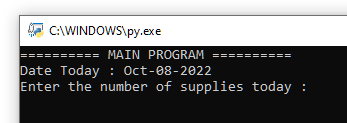 C:\WINDOWS\py.exe
========== MAIN PROGRAM ==========
Date Today : Oct-08-2022
Enter the number of supplies today :